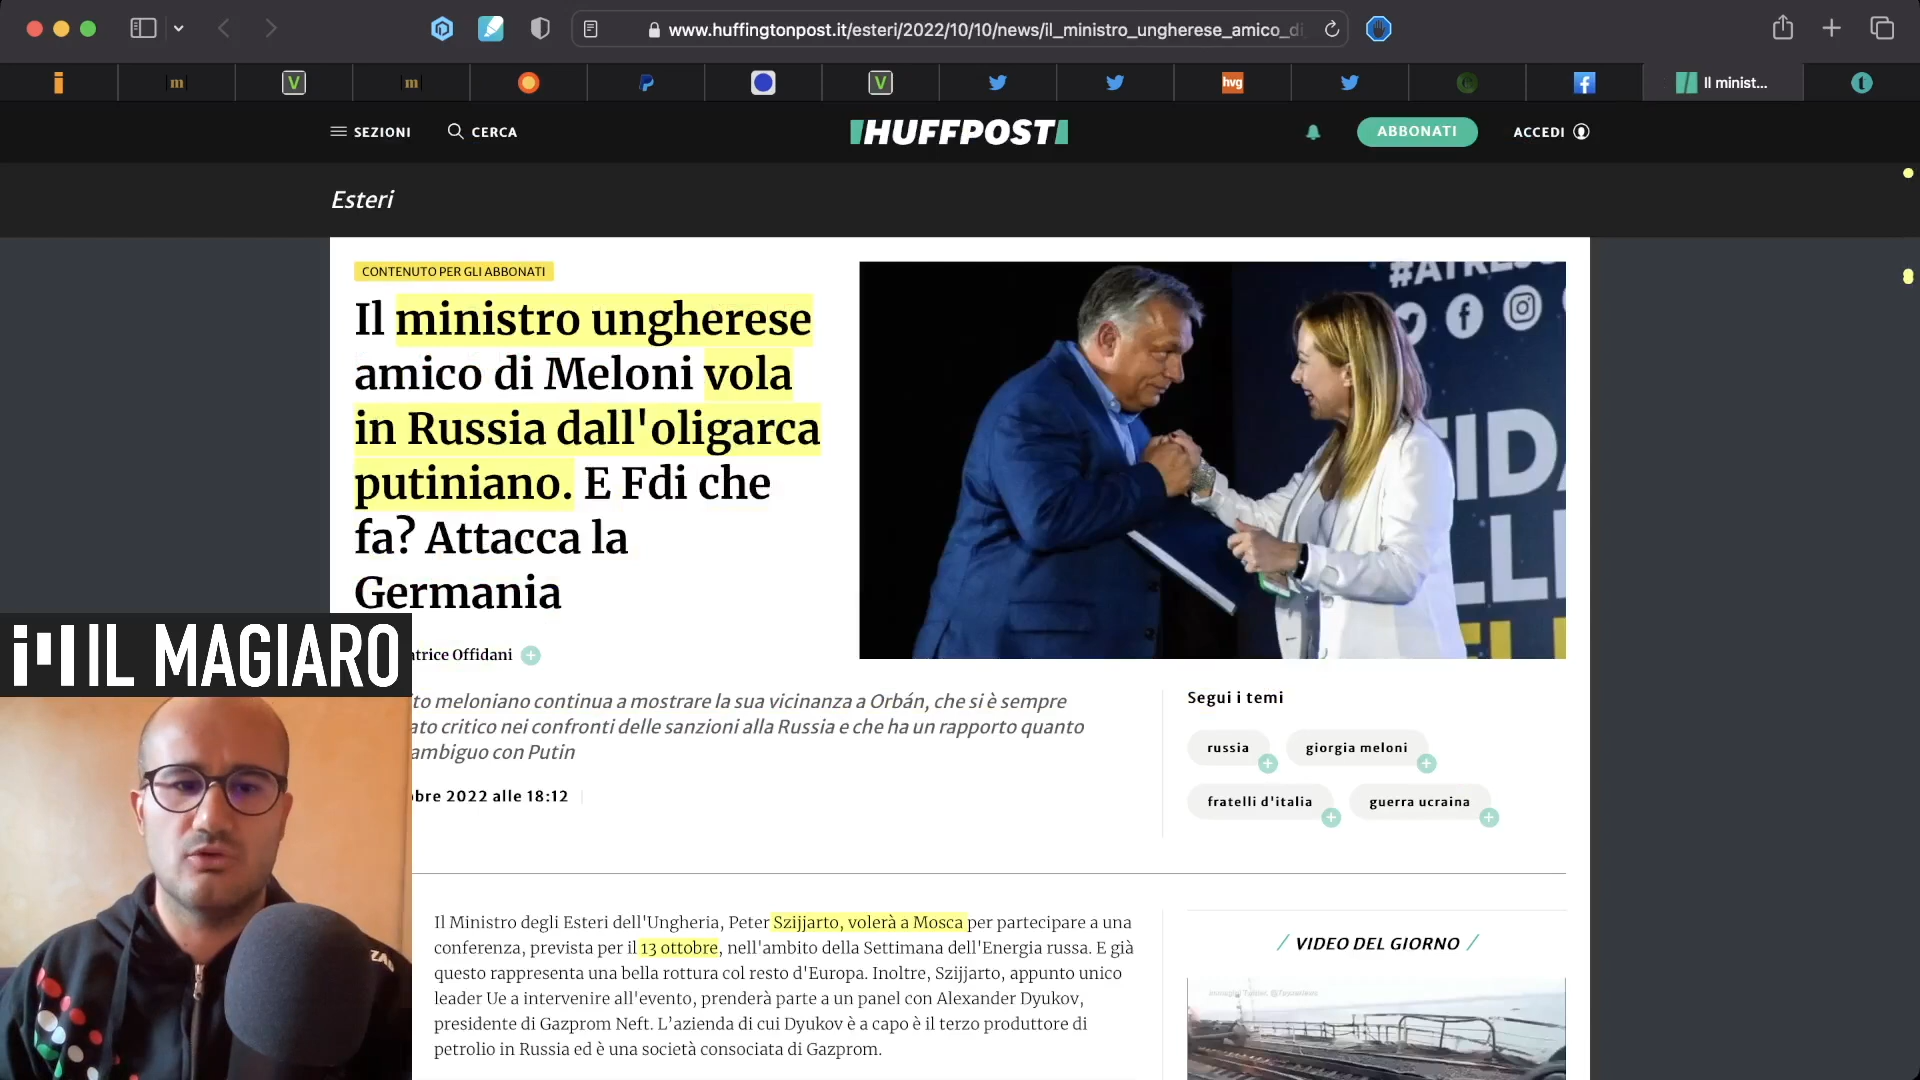 www.huffingtonpost.it/esteri/2022/10/10/news/il_ministro_ungherese_amico_di
m
V
m
V
hvg
Il minist...
SEZIONI
CERCA
HUFFPOST
ABBONATI
ACCEDI
Esteri
CONTENUTO PER GLI ABBONATI
Il ministro ungherese
amico di Meloni vola
in Russia dall'oligarca
putiniano. E Fdi che
fa? Attacca la
Germania
IL MAGIARO
atrice Offidani
to meloniano continua a mostrare la sua vicinanza a Orbán, che si è sempre
ato critico nei confronti delle sanzioni alla Russia e che ha un rapporto quanto
ambiguo con Putin
bre 2022 alle 18:12
Segui i temi
russia
giorgia meloni
fratelli d'italia
guerra ucraina
Il Ministro degli Esteri dell'Ungheria, Peter Szijjarto, volerà a Mosca per partecipare a una
conferenza, prevista per il 13 ottobre, nell'ambito della Settimana dell'Energia russa. E già
questo rappresenta una bella rottura col resto d'Europa. Inoltre, Szijjarto, appunto unico
leader Ue a intervenire all'evento, prenderà parte a un panel con Alexander Dyukov,
presidente di Gazprom Neft. L'azienda di cui Dyukov è a capo è il terzo produttore di
petrolio in Russia ed è una società consociata di Gazprom.
VIDEO DEL GIORNO